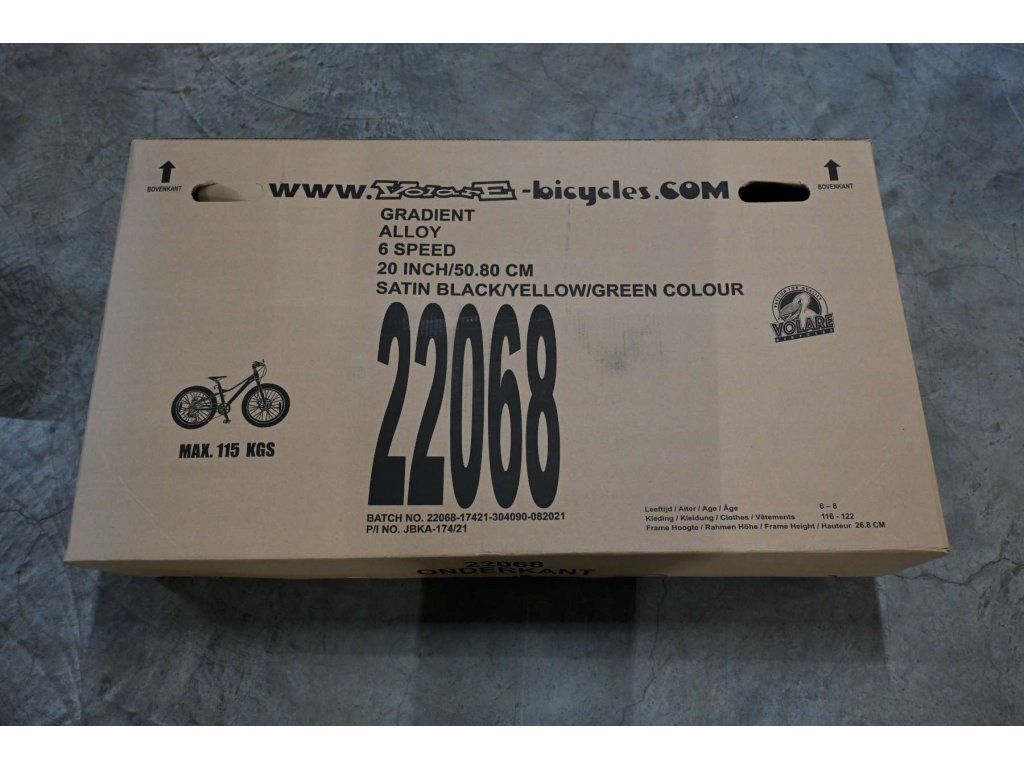 BOVENKANT
BOVENKANT
WWW.VolarE-bicycles.COM
GRADIENT
ALLOY
6 SPEED
20 INCH/50.80 CM
SATIN BLACK/YELLOW/GREEN COLOUR
22068
VOLARE
BICYCLES
MAX. 115 KGS
BATCH NO. 22068-17421-304090-082021
P/I NO. JBKA-174/21
Leeftijd / Alter / Age / Âge 6 – 8
Kleding / Kleidung / Clothes / Vêtements 116 - 122
Frame Hoogte / Rahmen Höhe / Frame Height / Hauteur 26.8 CM
22068
ONDERKANT